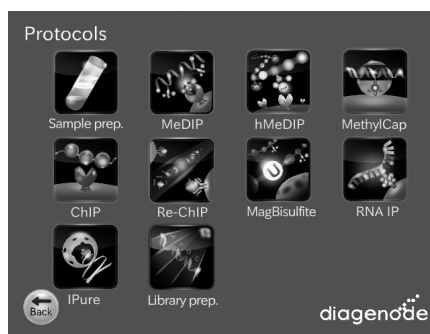 Protocols
Sample prep. MeDIP hMeDIP MethylCap
ChIP Re-ChIP MagBisulfite RNA IP
U
IPure Library prep.
Back
diagenode